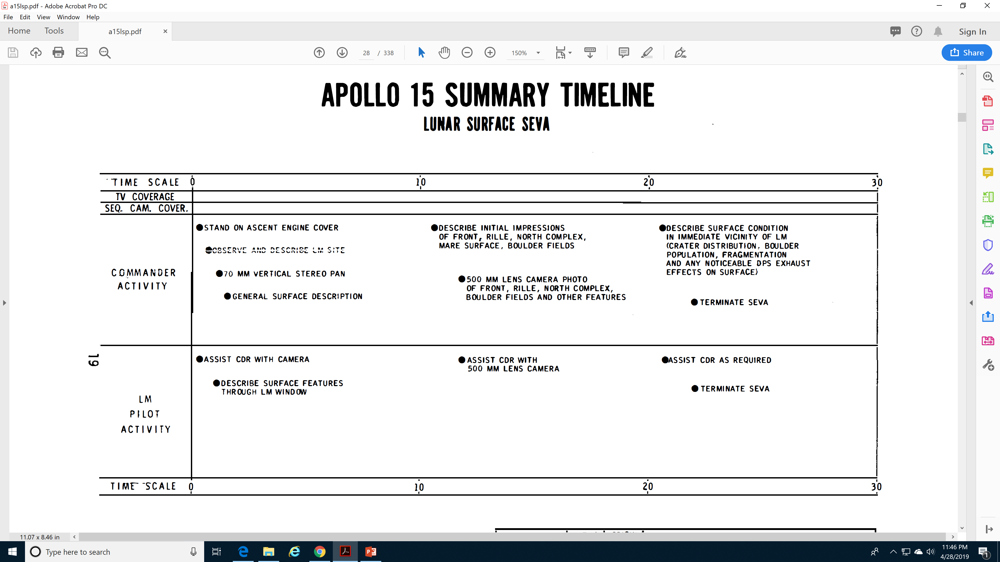 a15lsp.pdf - Adobe Acrobat Pro DC
File Edit View Window Help
Home Tools a15lsp.pdf × Sign In
28 / 338 150% Share
APOLLO 15 SUMMARY TIMELINE
LUNAR SURFACE SEVA
TIME SCALE 0 10 20 30
TV COVERAGE
SEQ. CAM. COVER.
COMMANDER
ACTIVITY
●STAND ON ASCENT ENGINE COVER
●OBSERVE AND DESCRIBE LM SITE
●70 MM VERTICAL STEREO PAN
●GENERAL SURFACE DESCRIPTION
●DESCRIBE INITIAL IMPRESSIONS
OF FRONT, RILLE, NORTH COMPLEX,
MARE SURFACE, BOULDER FIELDS
●500 MM LENS CAMERA PHOTO
OF FRONT, RILLE, NORTH COMPLEX,
BOULDER FIELDS AND OTHER FEATURES
●DESCRIBE SURFACE CONDITION
IN IMMEDIATE VICINITY OF LM
(CRATER DISTRIBUTION, BOULDER
POPULATION, FRAGMENTATION
AND ANY NOTICEABLE DPS EXHAUST
EFFECTS ON SURFACE)
●TERMINATE SEVA
19
LM
PILOT
ACTIVITY
●ASSIST CDR WITH CAMERA
●DESCRIBE SURFACE FEATURES
THROUGH LM WINDOW
●ASSIST CDR WITH
500 MM LENS CAMERA
●ASSIST CDR AS REQUIRED
●TERMINATE SEVA
TIME SCALE 0 10 20 30
11.07 x 8.46 in
Type here to search
11:46 PM
4/28/2019
1